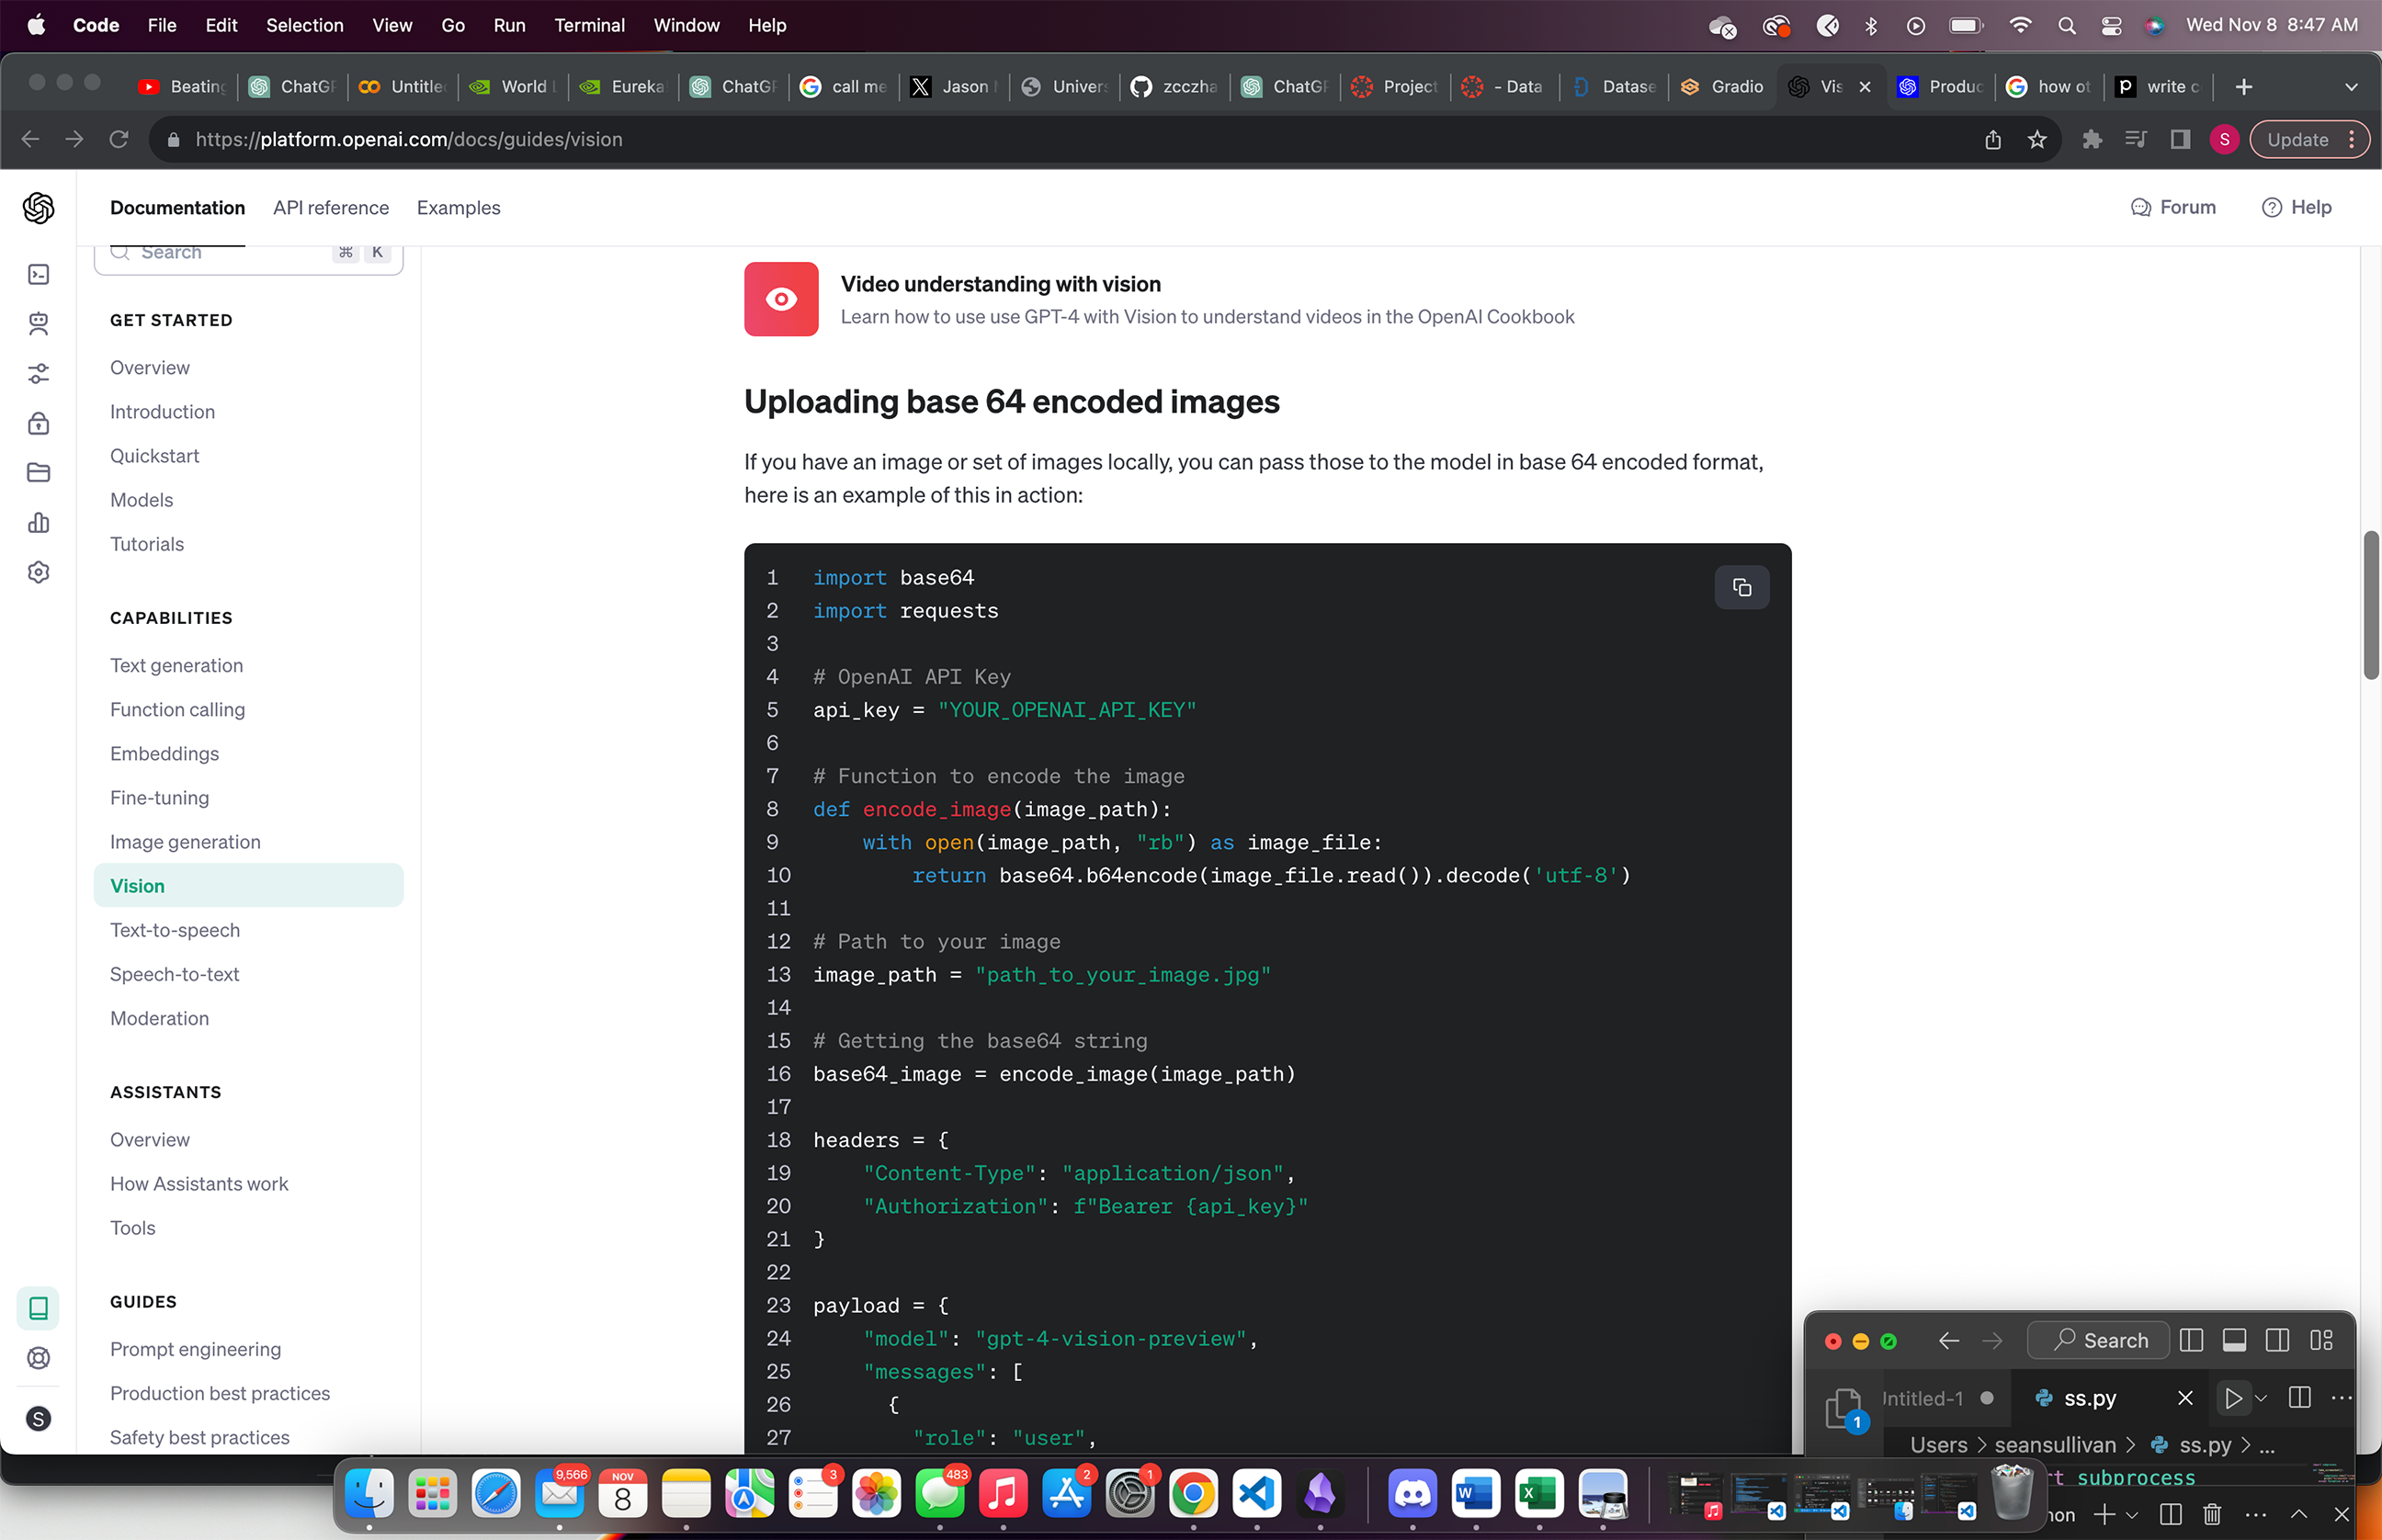 Code File Edit Selection View Go Run Terminal Window Help
Wed Nov 8 8:47 AM
Beating ChatGP Untitle World Eureka ChatGP call me Jason Univers zcczha ChatGP Project - Data Datase Gradio Vis Produc how ot write c
https://platform.openai.com/docs/guides/vision
S
Update
Documentation API reference Examples
Forum Help
Search ⌘ K
GET STARTED
Overview
Introduction
Quickstart
Models
Tutorials
CAPABILITIES
Text generation
Function calling
Embeddings
Fine-tuning
Image generation
Vision
Text-to-speech
Speech-to-text
Moderation
ASSISTANTS
Overview
How Assistants work
Tools
GUIDES
Prompt engineering
Production best practices
Safety best practices
S
Video understanding with vision
Learn how to use use GPT-4 with Vision to understand videos in the OpenAI Cookbook
Uploading base 64 encoded images
If you have an image or set of images locally, you can pass those to the model in base 64 encoded format,
here is an example of this in action:
1 import base64
2 import requests
3
4 # OpenAI API Key
5 api_key = "YOUR_OPENAI_API_KEY"
6
7 # Function to encode the image
8 def encode_image(image_path):
9     with open(image_path, "rb") as image_file:
10         return base64.b64encode(image_file.read()).decode('utf-8')
11
12 # Path to your image
13 image_path = "path_to_your_image.jpg"
14
15 # Getting the base64 string
16 base64_image = encode_image(image_path)
17
18 headers = {
19     "Content-Type": "application/json",
20     "Authorization": f"Bearer {api_key}"
21 }
22
23 payload = {
24     "model": "gpt-4-vision-preview",
25     "messages": [
26       {
27         "role": "user",
Search
ntitled-1 ss.py
1
Users > seansullivan > ss.py > ...
rt subprocess
hon
9,566
NOV
8
3
483
2
1